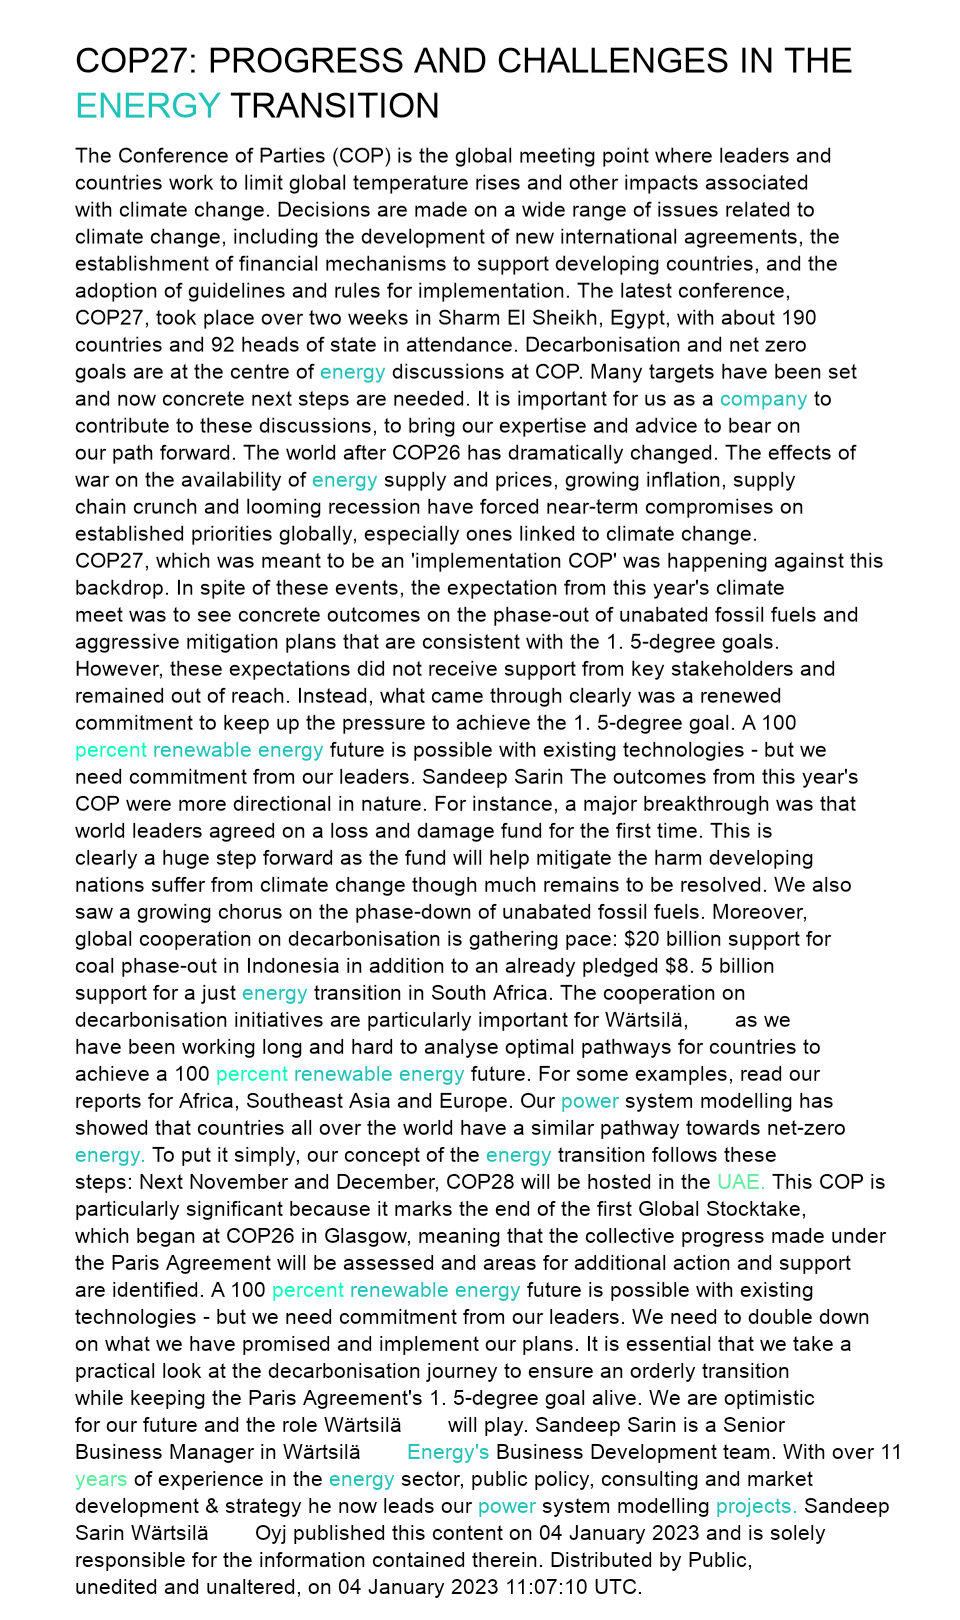 COP27: PROGRESS AND CHALLENGES IN THE
ENERGY TRANSITION
The Conference of Parties (COP) is the global meeting point where leaders and
countries work to limit global temperature rises and other impacts associated
with climate change. Decisions are made on a wide range of issues related to
climate change, including the development of new international agreements, the
establishment of financial mechanisms to support developing countries, and the
adoption of guidelines and rules for implementation. The latest conference,
COP27, took place over two weeks in Sharm El Sheikh, Egypt, with about 190
countries and 92 heads of state in attendance. Decarbonisation and net zero
goals are at the centre of energy discussions at COP. Many targets have been set
and now concrete next steps are needed. It is important for us as a company to
contribute to these discussions, to bring our expertise and advice to bear on
our path forward. The world after COP26 has dramatically changed. The effects of
war on the availability of energy supply and prices, growing inflation, supply
chain crunch and looming recession have forced near-term compromises on
established priorities globally, especially ones linked to climate change.
COP27, which was meant to be an 'implementation COP' was happening against this
backdrop. In spite of these events, the expectation from this year's climate
meet was to see concrete outcomes on the phase-out of unabated fossil fuels and
aggressive mitigation plans that are consistent with the 1. 5-degree goals.
However, these expectations did not receive support from key stakeholders and
remained out of reach. Instead, what came through clearly was a renewed
commitment to keep up the pressure to achieve the 1. 5-degree goal. A 100
percent renewable energy future is possible with existing technologies - but we
need commitment from our leaders. Sandeep Sarin The outcomes from this year's
COP were more directional in nature. For instance, a major breakthrough was that
world leaders agreed on a loss and damage fund for the first time. This is
clearly a huge step forward as the fund will help mitigate the harm developing
nations suffer from climate change though much remains to be resolved. We also
saw a growing chorus on the phase-down of unabated fossil fuels. Moreover,
global cooperation on decarbonisation is gathering pace: $20 billion support for
coal phase-out in Indonesia in addition to an already pledged $8. 5 billion
support for a just energy transition in South Africa. The cooperation on
decarbonisation initiatives are particularly important for Wärtsilä, as we
have been working long and hard to analyse optimal pathways for countries to
achieve a 100 percent renewable energy future. For some examples, read our
reports for Africa, Southeast Asia and Europe. Our power system modelling has
showed that countries all over the world have a similar pathway towards net-zero
energy. To put it simply, our concept of the energy transition follows these
steps: Next November and December, COP28 will be hosted in the UAE. This COP is
particularly significant because it marks the end of the first Global Stocktake,
which began at COP26 in Glasgow, meaning that the collective progress made under
the Paris Agreement will be assessed and areas for additional action and support
are identified. A 100 percent renewable energy future is possible with existing
technologies - but we need commitment from our leaders. We need to double down
on what we have promised and implement our plans. It is essential that we take a
practical look at the decarbonisation journey to ensure an orderly transition
while keeping the Paris Agreement's 1. 5-degree goal alive. We are optimistic
for our future and the role Wärtsilä will play. Sandeep Sarin is a Senior
Business Manager in Wärtsilä Energy's Business Development team. With over 11
years of experience in the energy sector, public policy, consulting and market
development & strategy he now leads our power system modelling projects. Sandeep
Sarin Wärtsilä Oyj published this content on 04 January 2023 and is solely
responsible for the information contained therein. Distributed by Public,
unedited and unaltered, on 04 January 2023 11:07:10 UTC.